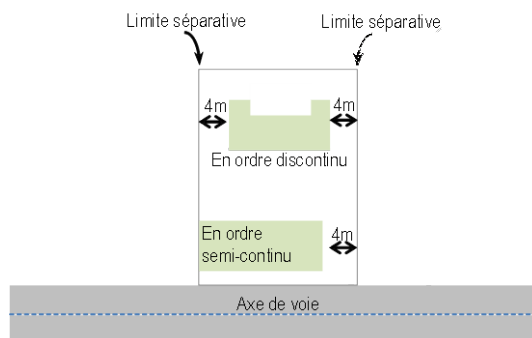 Limite séparative
Limite séparative
4m
4m
En ordre discontinu
En ordre
semi-continu
4m
Axe de voie